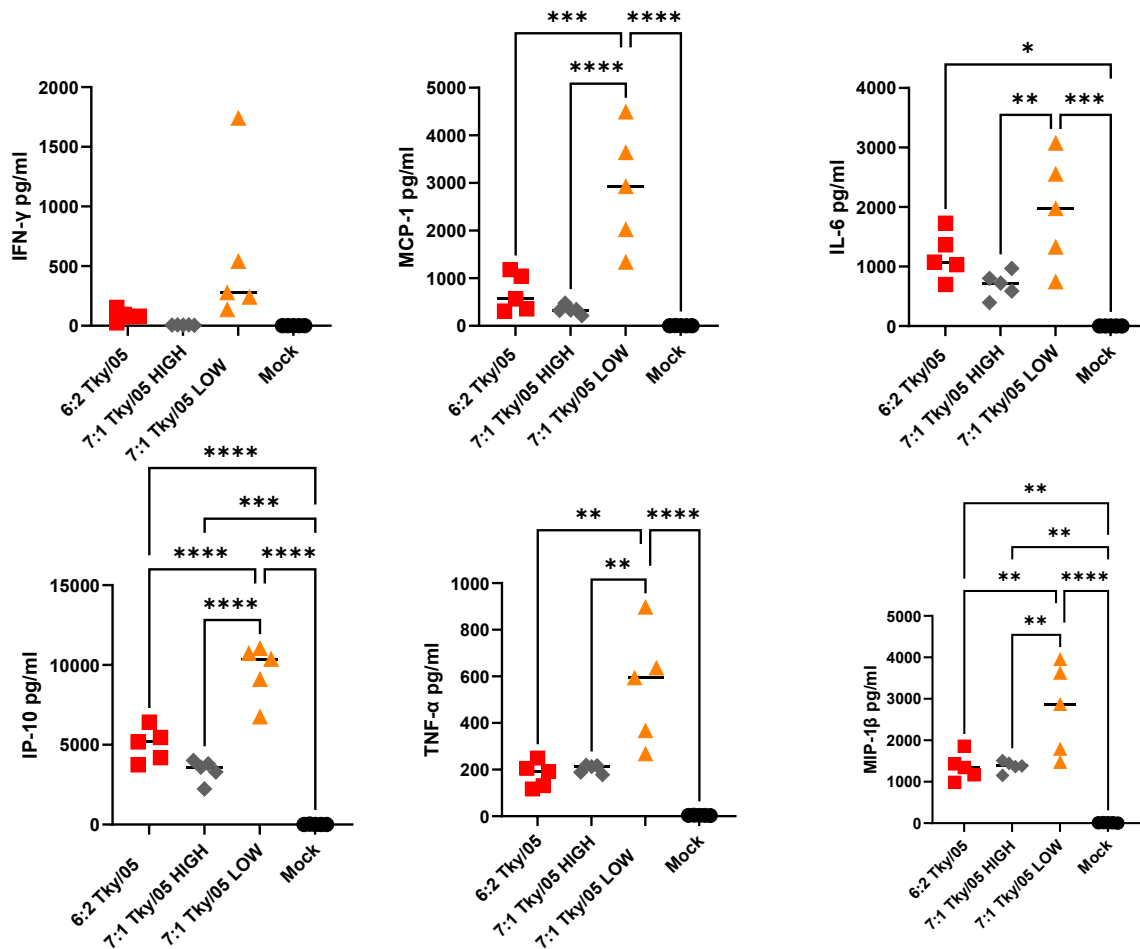 *** ****
****
5000
4000
3000
2000
1000
0
MCP-1 pg/ml
6:2 Tky/05
7:1 Tky/05 HIGH
7:1 Tky/05 LOW
Mock
2000
1500
1000
500
0
IFN-γ pg/ml
6:2 Tky/05
7:1 Tky/05 HIGH
7:1 Tky/05 LOW
Mock
*
** ***
4000
3000
2000
1000
0
IL-6 pg/ml
6:2 Tky/05
7:1 Tky/05 HIGH
7:1 Tky/05 LOW
Mock
****
***
**** ****
****
15000
10000
5000
0
IP-10 pg/ml
6:2 Tky/05
7:1 Tky/05 HIGH
7:1 Tky/05 LOW
Mock
** ****
**
1000
800
600
400
200
0
TNF-α pg/ml
6:2 Tky/05
7:1 Tky/05 HIGH
7:1 Tky/05 LOW
Mock
**
**
** ****
**
5000
4000
3000
2000
1000
0
MIP-1β pg/ml
6:2 Tky/05
7:1 Tky/05 HIGH
7:1 Tky/05 LOW
Mock